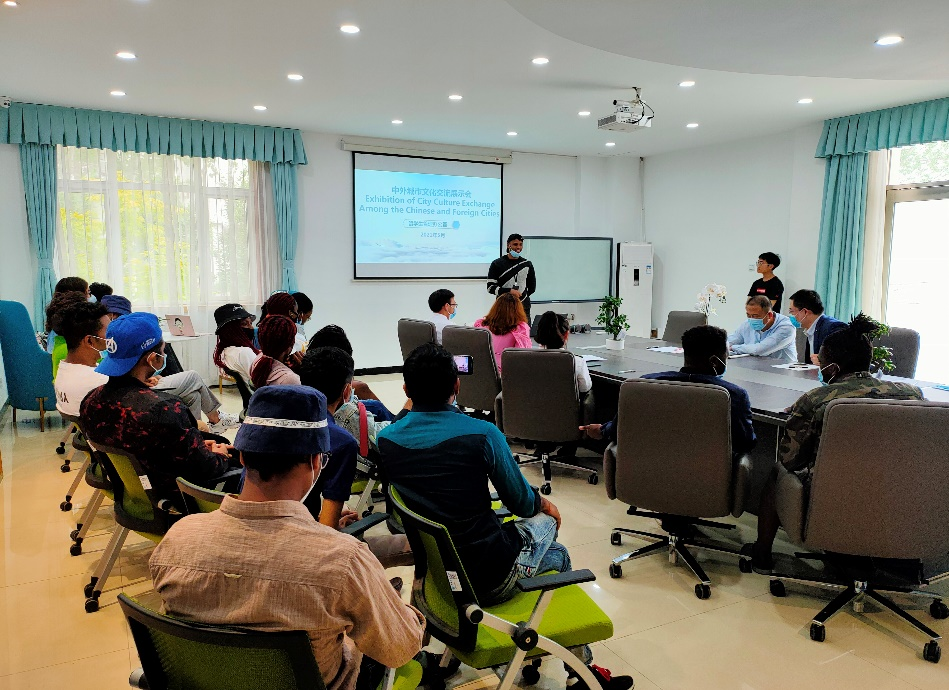 中外城市文化交流展示会
Exhibition of City Culture Exchange
Among the Chinese and Foreign Cities